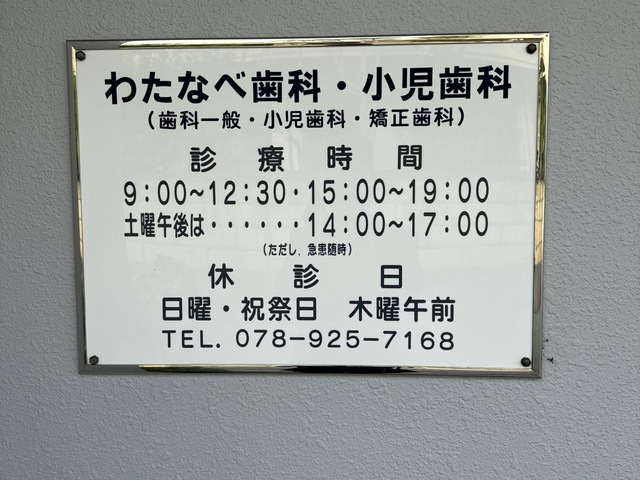 わたなべ歯科・小児歯科
(歯科一般・小児歯科・矯正歯科)
診療時間
9:00~12:30・15:00~19:00
土曜午後は・・・・・・14:00~17:00
(ただし、急患随時)
休診日
日曜・祝祭日 木曜午前
TEL. 078-925-7168